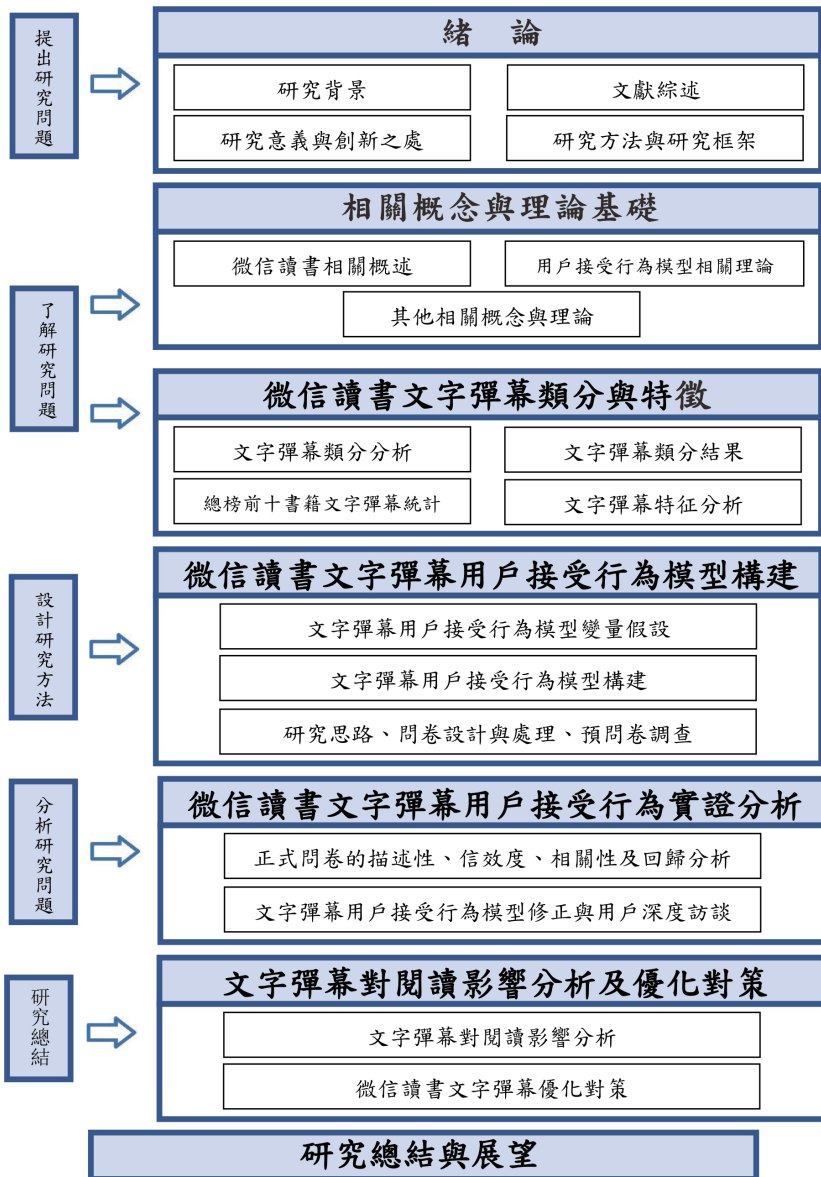 提出研究問題
緒 論
研究背景
文獻綜述
研究意義與創新之處
研究方法與研究框架
了解研究問題
相關概念與理論基礎
微信讀書相關概述
用戶接受行為模型相關理論
其他相關概念與理論
微信讀書文字彈幕類分與特徵
文字彈幕類分分析
文字彈幕類分結果
總榜前十書籍文字彈幕統計
文字彈幕特征分析
設計研究方法
微信讀書文字彈幕用戶接受行為模型構建
文字彈幕用戶接受行為模型變量假設
文字彈幕用戶接受行為模型構建
研究思路、問卷設計與處理、預問卷調查
分析研究問題
微信讀書文字彈幕用戶接受行為實證分析
正式問卷的描述性、信效度、相關性及回歸分析
文字彈幕用戶接受行為模型修正與用戶深度訪談
研究總結
文字彈幕對閱讀影響分析及優化對策
文字彈幕對閱讀影響分析
微信讀書文字彈幕優化對策
研究總結與展望